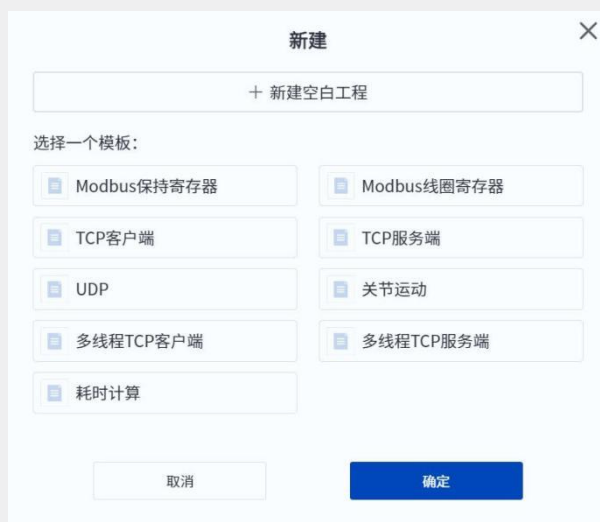 新建
+ 新建空白工程
选择一个模板：
Modbus保持寄存器
Modbus线圈寄存器
TCP客户端
TCP服务端
UDP
关节运动
多线程TCP客户端
多线程TCP服务端
耗时计算
取消
确定